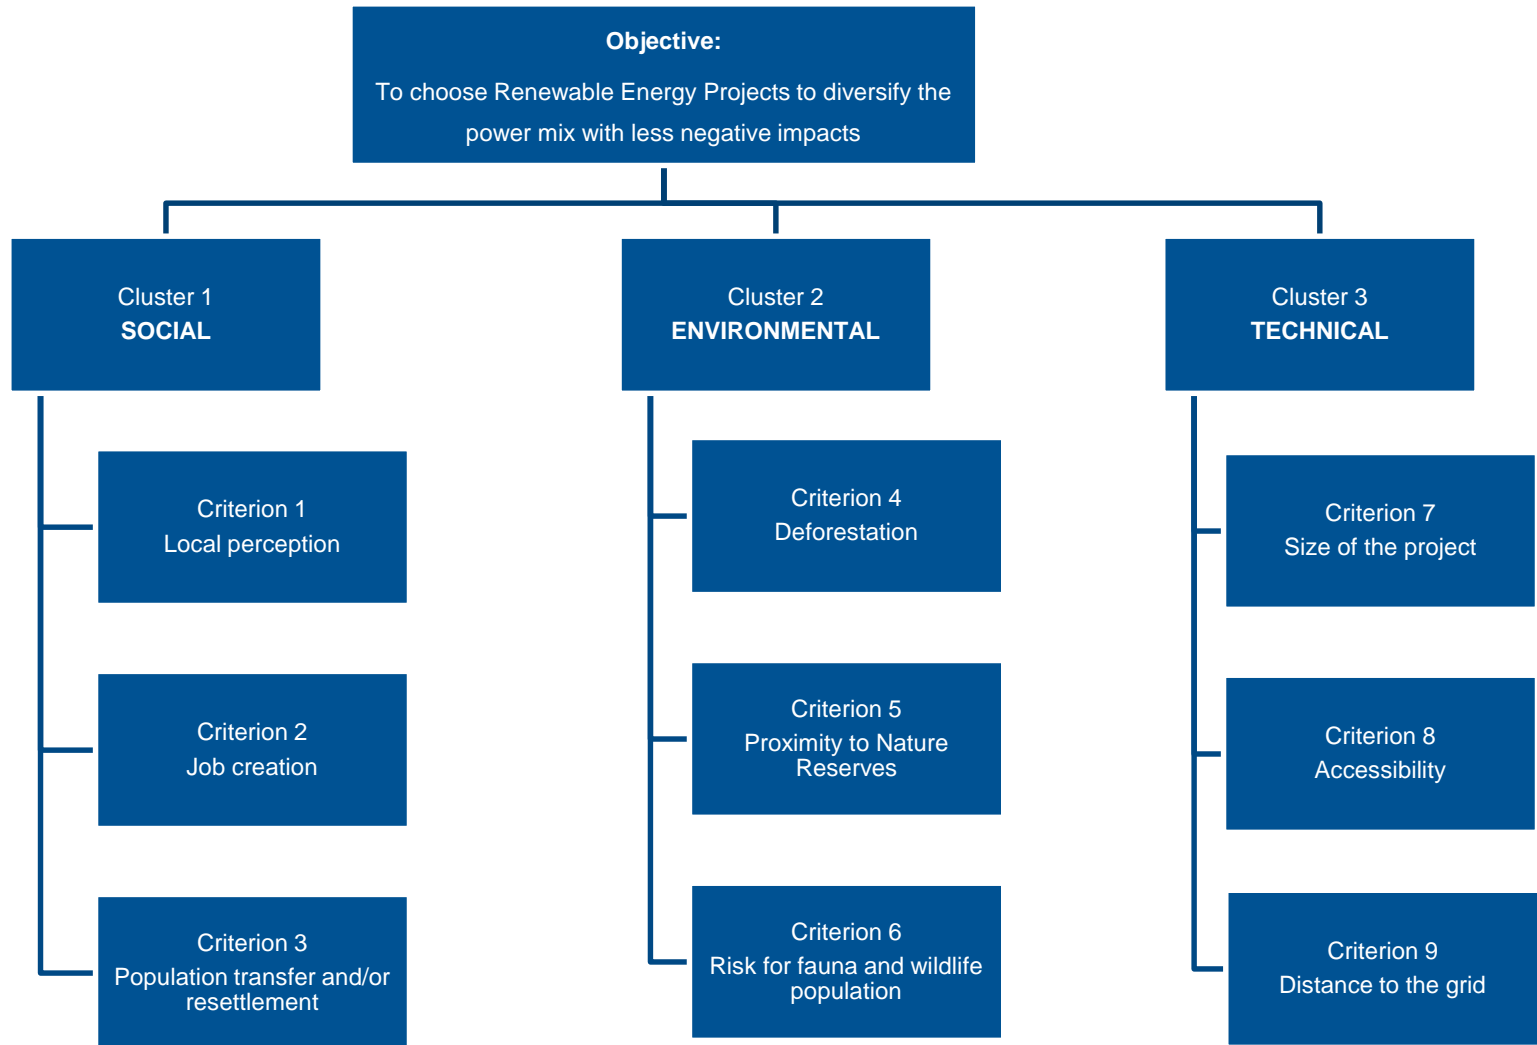 Objective:
To choose Renewable Energy Projects to diversify the
power mix with less negative impacts
Cluster 1
SOCIAL
Cluster 2
ENVIRONMENTAL
Cluster 3
TECHNICAL
Criterion 1
Local perception
Criterion 2
Job creation
Criterion 3
Population transfer and/or
resettlement
Criterion 4
Deforestation
Criterion 5
Proximity to Nature
Reserves
Criterion 6
Risk for fauna and wildlife
population
Criterion 7
Size of the project
Criterion 8
Accessibility
Criterion 9
Distance to the grid